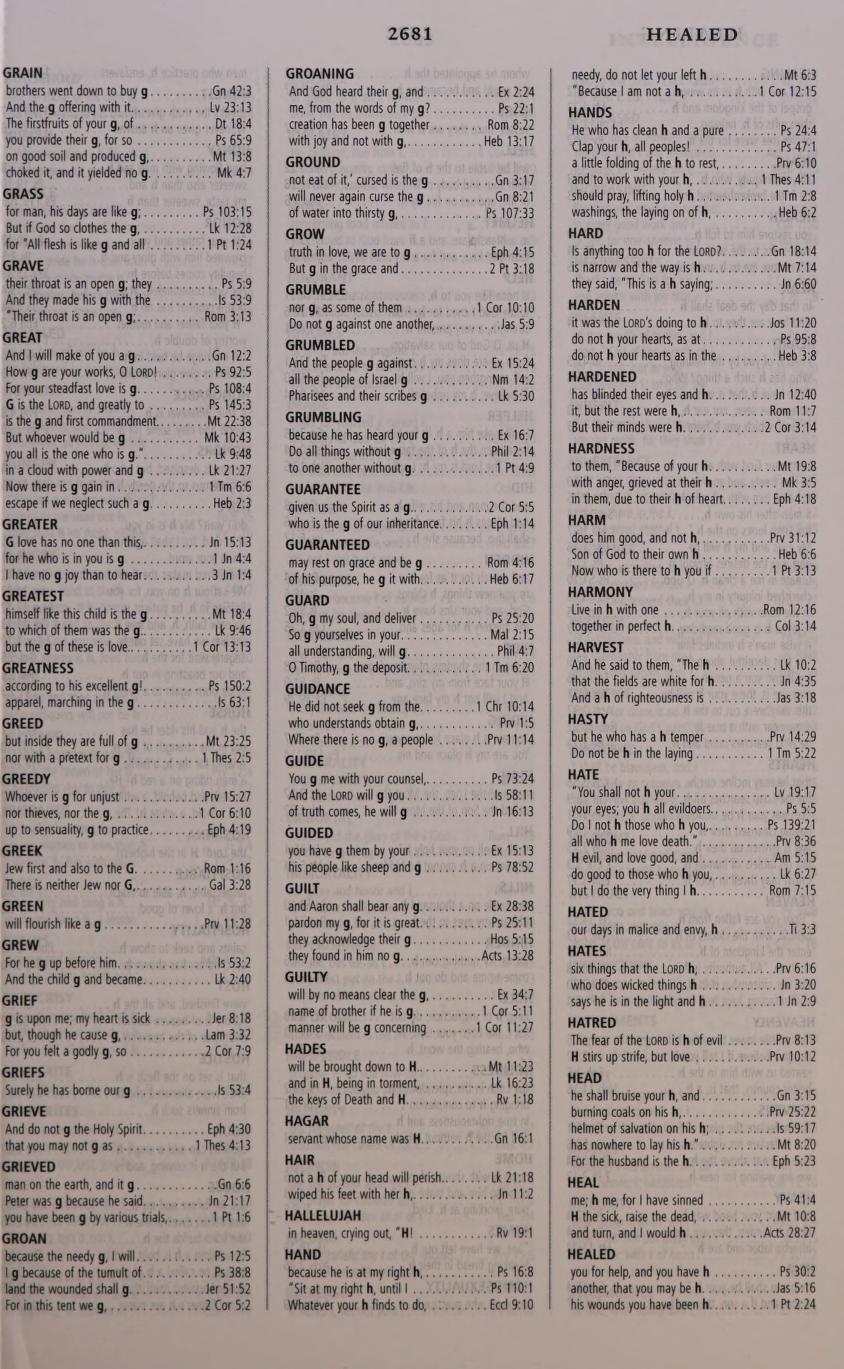 2681
HEALED
GRAIN
brothers went down to buy g..........Gn 42:3
And the g offering with it............Lv 23:13
The firstfruits of your g, of............Dt 18:4
you provide their g, for so............Ps 65:9
on good soil and produced g,..........Mt 13:8
choked it, and it yielded no g..........Mk 4:7
GRASS
for man, his days are like g;.........Ps 103:15
But if God so clothes the g,..........Lk 12:28
for "All flesh is like g and all.........1 Pt 1:24
GRAVE
their throat is an open g; they..........Ps 5:9
And they made his g with the..........Is 53:9
"Their throat is an open g;..........Rom 3:13
GREAT
And I will make of you a g............Gn 12:2
How g are your works, O LORD!........Ps 92:5
For your steadfast love is g...........Ps 108:4
G is the LORD, and greatly to.........Ps 145:3
is the g and first commandment........Mt 22:38
But whoever would be g...........Mk 10:43
you all is the one who is g."..........Lk 9:48
in a cloud with power and g.........Lk 21:27
Now there is g gain in.............1 Tm 6:6
escape if we neglect such a g..........Heb 2:3
GREATER
G love has no one than this,..........Jn 15:13
for he who is in you is g............1 Jn 4:4
I have no g joy than to hear..........3 Jn 1:4
GREATEST
himself like this child is the g..........Mt 18:4
to which of them was the g...........Lk 9:46
but the g of these is love..........1 Cor 13:13
GREATNESS
according to his excellent g!..........Ps 150:2
apparel, marching in the g............Is 63:1
GREED
but inside they are full of g..........Mt 23:25
nor with a pretext for g............1 Thes 2:5
GREEDY
Whoever is g for unjust.............Prv 15:27
nor thieves, nor the g,.............1 Cor 6:10
up to sensuality, g to practice.........Eph 4:19
GREEK
Jew first and also to the G...........Rom 1:16
There is neither Jew nor G,...........Gal 3:28
GREEN
will flourish like a g................Prv 11:28
GREW
For he g up before him................Is 53:2
And the child g and became...........Lk 2:40
GRIEF
g is upon me; my heart is sick.........Jer 8:18
but, though he cause g,.............Lam 3:32
For you felt a godly g, so............2 Cor 7:9
GRIEFS
Surely he has borne our g............Is 53:4
GRIEVE
And do not g the Holy Spirit..........Eph 4:30
that you may not g as............1 Thes 4:13
GRIEVED
man on the earth, and it g............Gn 6:6
Peter was g because he said..........Jn 21:17
you have been g by various trials,.......1 Pt 1:6
GROAN
because the needy g, I will............Ps 12:5
I g because of the tumult of...........Ps 38:8
land the wounded shall g............Jer 51:52
For in this tent we g,...............2 Cor 5:2
GROANING
And God heard their g, and...........Ex 2:24
me, from the words of my g?..........Ps 22:1
creation has been g together........Rom 8:22
with joy and not with g,............Heb 13:17
GROUND
not eat of it,' cursed is the g..........Gn 3:17
will never again curse the g...........Gn 8:21
of water into thirsty g,.............Ps 107:33
GROW
truth in love, we are to g............Eph 4:15
But g in the grace and.............2 Pt 3:18
GRUMBLE
nor g, as some of them...........1 Cor 10:10
Do not g against one another,..........Jas 5:9
GRUMBLED
And the people g against............Ex 15:24
all the people of Israel g............Nm 14:2
Pharisees and their scribes g..........Lk 5:30
GRUMBLING
because he has heard your g..........Ex 16:7
Do all things without g............Phil 2:14
to one another without g.............1 Pt 4:9
GUARANTEE
given us the Spirit as a g............2 Cor 5:5
who is the g of our inheritance........Eph 1:14
GUARANTEED
may rest on grace and be g.........Rom 4:16
of his purpose, he g it with..........Heb 6:17
GUARD
Oh, g my soul, and deliver...........Ps 25:20
So g yourselves in your.............Mal 2:15
all understanding, will g.............Phil 4:7
O Timothy, g the deposit...........1 Tm 6:20
GUIDANCE
He did not seek g from the.........1 Chr 10:14
who understands obtain g,...........Prv 1:5
Where there is no g, a people........Prv 11:14
GUIDE
You g me with your counsel,..........Ps 73:24
And the LORD will g you.............Is 58:11
of truth comes, he will g............Jn 16:13
GUIDED
you have g them by your............Ex 15:13
his people like sheep and g..........Ps 78:52
GUILT
and Aaron shall bear any g...........Ex 28:38
pardon my g, for it is great...........Ps 25:11
they acknowledge their g............Hos 5:15
they found in him no g............Acts 13:28
GUILTY
will by no means clear the g,..........Ex 34:7
name of brother if he is g...........1 Cor 5:11
manner will be g concerning.......1 Cor 11:27
HADES
will be brought down to H...........Mt 11:23
and in H, being in torment,..........Lk 16:23
the keys of Death and H..............Rv 1:18
HAGAR
servant whose name was H...........Gn 16:1
HAIR
not a h of your head will perish........Lk 21:18
wiped his feet with her h,.............Jn 11:2
HALLELUJAH
in heaven, crying out, "H!............Rv 19:1
HAND
because he is at my right h,...........Ps 16:8
"Sit at my right h, until I............Ps 110:1
Whatever your h finds to do,.........Eccl 9:10
needy, do not let your left h............Mt 6:3
"Because I am not a h,............1 Cor 12:15
HANDS
He who has clean h and a pure........Ps 24:4
Clap your h, all peoples!............Ps 47:1
a little folding of the h to rest,.........Prv 6:10
and to work with your h,..........1 Thes 4:11
should pray, lifting holy h............1 Tm 2:8
washings, the laying on of h,..........Heb 6:2
HARD
Is anything too h for the LORD?........Gn 18:14
is narrow and the way is h............Mt 7:14
they said, "This is a h saying;..........Jn 6:60
HARDEN
it was the LORD's doing to h..........Jos 11:20
do not h your hearts, as at............Ps 95:8
do not h your hearts as in the.........Heb 3:8
HARDENED
has blinded their eyes and h..........Jn 12:40
it, but the rest were h,.............Rom 11:7
But their minds were h............2 Cor 3:14
HARDNESS
to them, "Because of your h...........Mt 19:8
with anger, grieved at their h..........Mk 3:5
in them, due to their h of heart........Eph 4:18
HARM
does him good, and not h,...........Prv 31:12
Son of God to their own h...........Heb 6:6
Now who is there to h you if.........1 Pt 3:13
HARMONY
Live in h with one................Rom 12:16
together in perfect h...............Col 3:14
HARVEST
And he said to them, "The h..........Lk 10:2
that the fields are white for h..........Jn 4:35
And a h of righteousness is...........Jas 3:18
HASTY
but he who has a h temper..........Prv 14:29
Do not be h in the laying...........1 Tm 5:22
HATE
"You shall not h your...............Lv 19:17
your eyes; you h all evildoers...........Ps 5:5
Do I not h those who h you,.........Ps 139:21
all who h me love death."............Prv 8:36
H evil, and love good, and...........Am 5:15
do good to those who h you,..........Lk 6:27
but I do the very thing I h...........Rom 7:15
HATED
our days in malice and envy, h...........Ti 3:3
HATES
six things that the LORD h,...........Prv 6:16
who does wicked things h............Jn 3:20
says he is in the light and h...........1 Jn 2:9
HATRED
The fear of the LORD is h of evil........Prv 8:13
H stirs up strife, but love...........Prv 10:12
HEAD
he shall bruise your h, and...........Gn 3:15
burning coals on his h,.............Prv 25:22
helmet of salvation on his h;..........Is 59:17
has nowhere to lay his h."...........Mt 8:20
For the husband is the h............Eph 5:23
HEAL
me; h me, for I have sinned...........Ps 41:4
H the sick, raise the dead,...........Mt 10:8
and turn, and I would h...........Acts 28:27
HEALED
you for help, and you have h..........Ps 30:2
another, that you may be h...........Jas 5:16
his wounds you have been h..........1 Pt 2:24